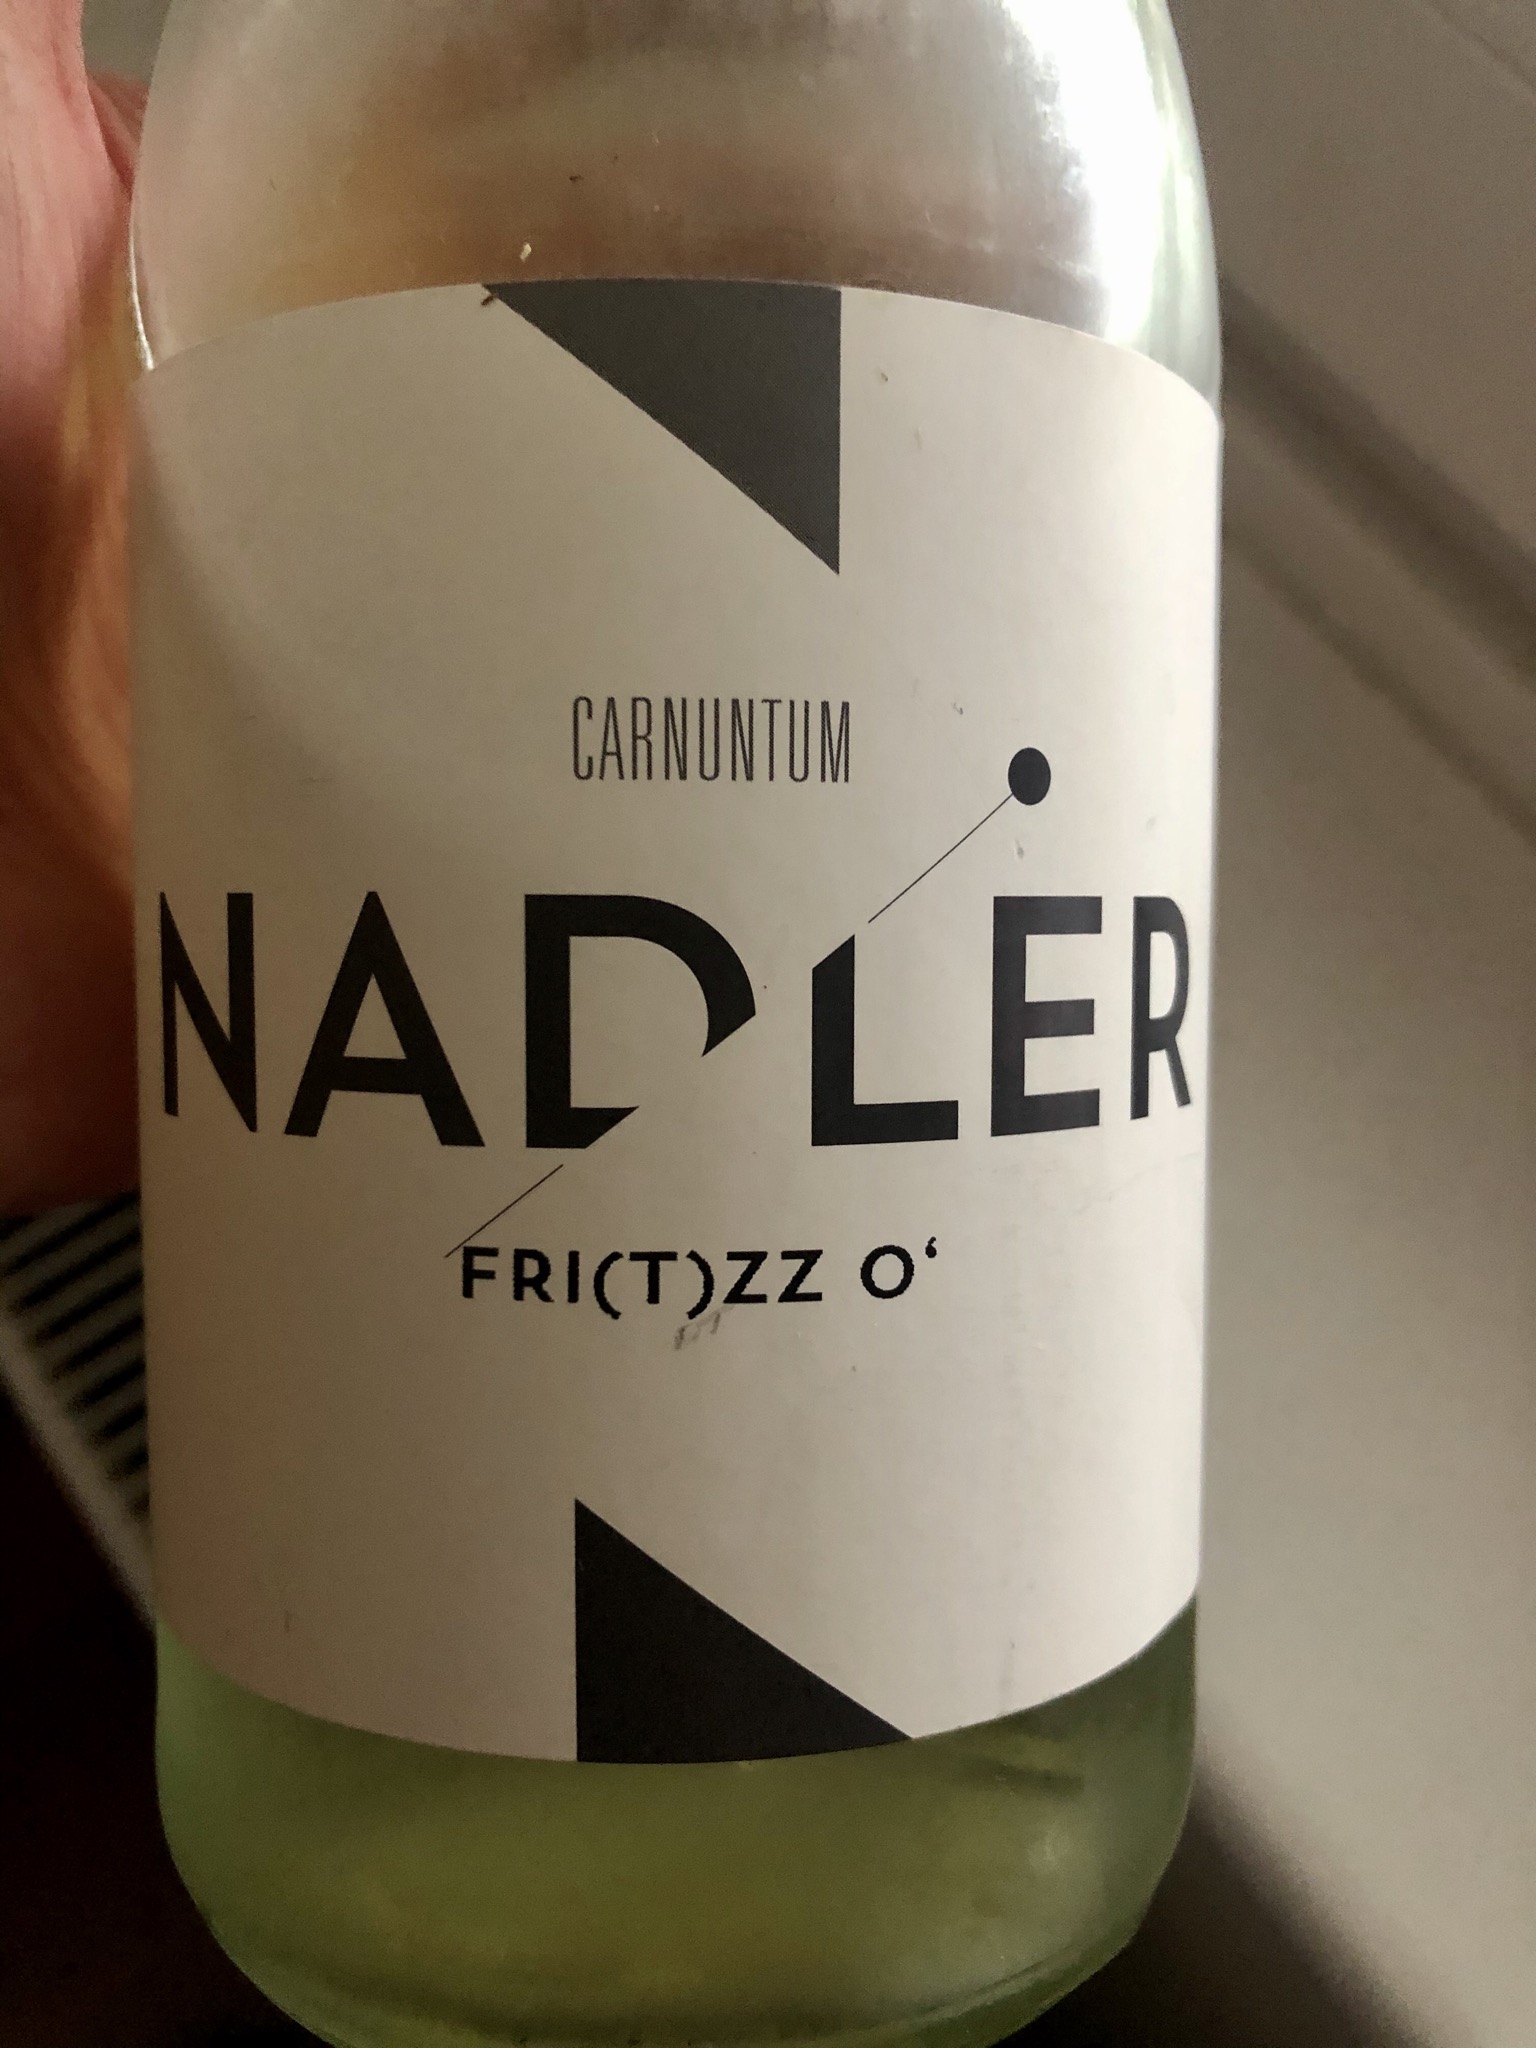 CARNUNTUM
NADLER
FRI(T)ZZ O‘